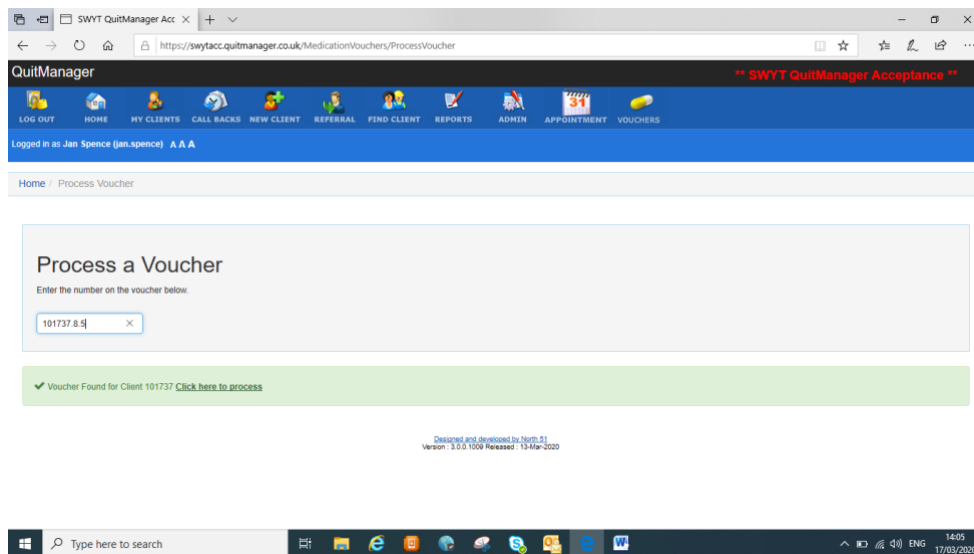 SWYT QuitManager Acc
https://swytacc.quitmanager.co.uk/MedicationVouchers/ProcessVoucher
QuitManager
** SWYT QuitManager Acceptance **
LOG OUT HOME MY CLIENTS CALL BACKS NEW CLIENT REFERRAL FIND CLIENT REPORTS ADMIN APPOINTMENT VOUCHERS
31
Logged in as Jan Spence (jan.spence) A A A
Home / Process Voucher
Process a Voucher
Enter the number on the voucher below.
101737.8.5
Voucher Found for Client 101737 Click here to process
Designed and developed by North 51
Version : 3.0.0.1009 Released : 13-Mar-2020
Type here to search
ENG
14:05
17/03/2020